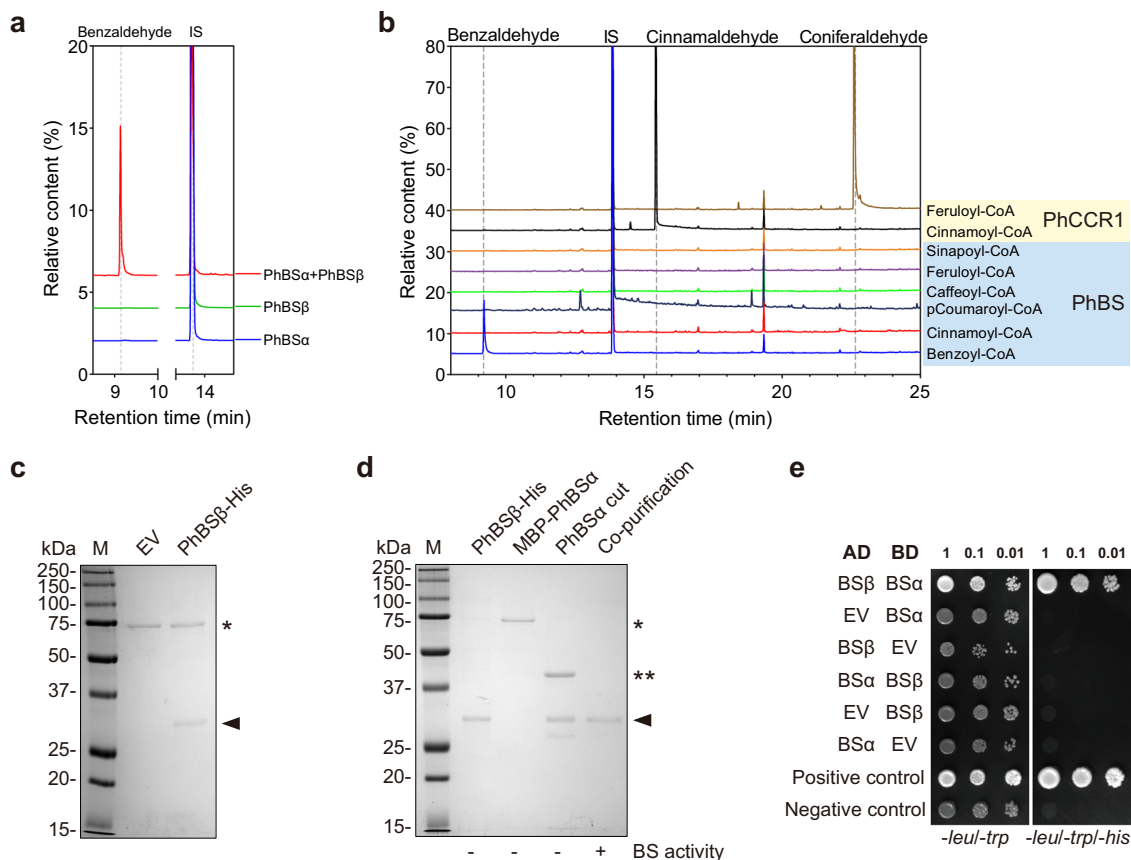 a
Benzaldehyde IS
20
15
10
5
0
Relative content (%)
PhBSα+PhBSβ
PhBSβ
PhBSα
9 10 14
Retention time (min)
b
Benzaldehyde IS Cinnamaldehyde Coniferaldehyde
80
70
60
50
40
30
20
10
0
Relative content (%)
Feruloyl-CoA
Cinnamoyl-CoA
PhCCR1
Sinapoyl-CoA
Feruloyl-CoA
Caffeoyl-CoA
pCoumaroyl-CoA
Cinnamoyl-CoA
Benzoyl-CoA
PhBS
10 15 20 25
Retention time (min)
c
kDa M EV PhBSβ-His
250-
150-
100-
75- *
50-
37-
25-
20-
15-
d
kDa M PhBSβ-His MBP-PhBSα PhBSα cut Co-purification
250-
150-
100-
75- *
50-
37- **
25-
20-
15-
- - - + BS activity
e
AD BD 1 0.1 0.01 1 0.1 0.01
BSβ BSα
EV BSα
BSβ EV
BSα BSβ
EV BSβ
BSα EV
Positive control
Negative control
-leu/-trp -leu/-trp/-his